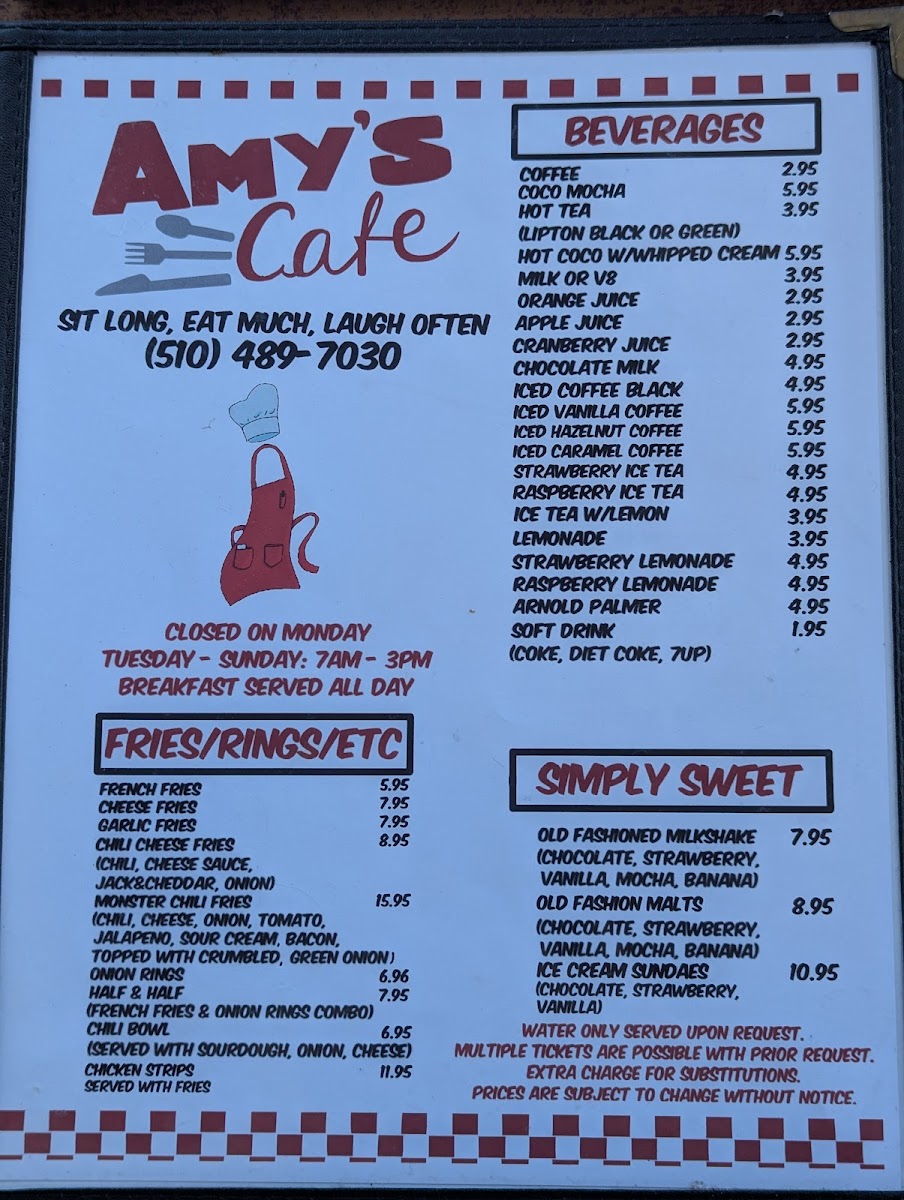 AMY'S
Cafe
SIT LONG, EAT MUCH, LAUGH OFTEN
(510) 489-7030
CLOSED ON MONDAY
TUESDAY - SUNDAY: 7AM - 3PM
BREAKFAST SERVED ALL DAY
FRIES/RINGS/ETC
FRENCH FRIES 5.95
CHEESE FRIES 7.95
GARLIC FRIES 7.95
CHILI CHEESE FRIES 8.95
(CHILI, CHEESE SAUCE,
JACK&CHEDDAR, ONION)
MONSTER CHILI FRIES 15.95
(CHILI, CHEESE, ONION, TOMATO,
JALAPENO, SOUR CREAM, BACON,
TOPPED WITH CRUMBLED, GREEN ONION)
ONION RINGS 6.96
HALF & HALF 7.95
(FRENCH FRIES & ONION RINGS COMBO)
CHILI BOWL 6.95
(SERVED WITH SOURDOUGH, ONION, CHEESE)
CHICKEN STRIPS 11.95
SERVED WITH FRIES
BEVERAGES
COFFEE 2.95
COCO MOCHA 5.95
HOT TEA 3.95
(LIPTON BLACK OR GREEN)
HOT COCO W/WHIPPED CREAM 5.95
MILK OR V8 3.95
ORANGE JUICE 2.95
APPLE JUICE 2.95
CRANBERRY JUICE 2.95
CHOCOLATE MILK 4.95
ICED COFFEE BLACK 4.95
ICED VANILLA COFFEE 5.95
ICED HAZELNUT COFFEE 5.95
ICED CARAMEL COFFEE 5.95
STRAWBERRY ICE TEA 4.95
RASPBERRY ICE TEA 4.95
ICE TEA W/LEMON 3.95
LEMONADE 3.95
STRAWBERRY LEMONADE 4.95
RASPBERRY LEMONADE 4.95
ARNOLD PALMER 4.95
SOFT DRINK 1.95
(COKE, DIET COKE, 7UP)
SIMPLY SWEET
OLD FASHIONED MILKSHAKE 7.95
(CHOCOLATE, STRAWBERRY,
VANILLA, MOCHA, BANANA)
OLD FASHION MALTS 8.95
(CHOCOLATE, STRAWBERRY,
VANILLA, MOCHA, BANANA)
ICE CREAM SUNDAES 10.95
(CHOCOLATE, STRAWBERRY,
VANILLA)
WATER ONLY SERVED UPON REQUEST.
MULTIPLE TICKETS ARE POSSIBLE WITH PRIOR REQUEST.
EXTRA CHARGE FOR SUBSTITUTIONS.
PRICES ARE SUBJECT TO CHANGE WITHOUT NOTICE.